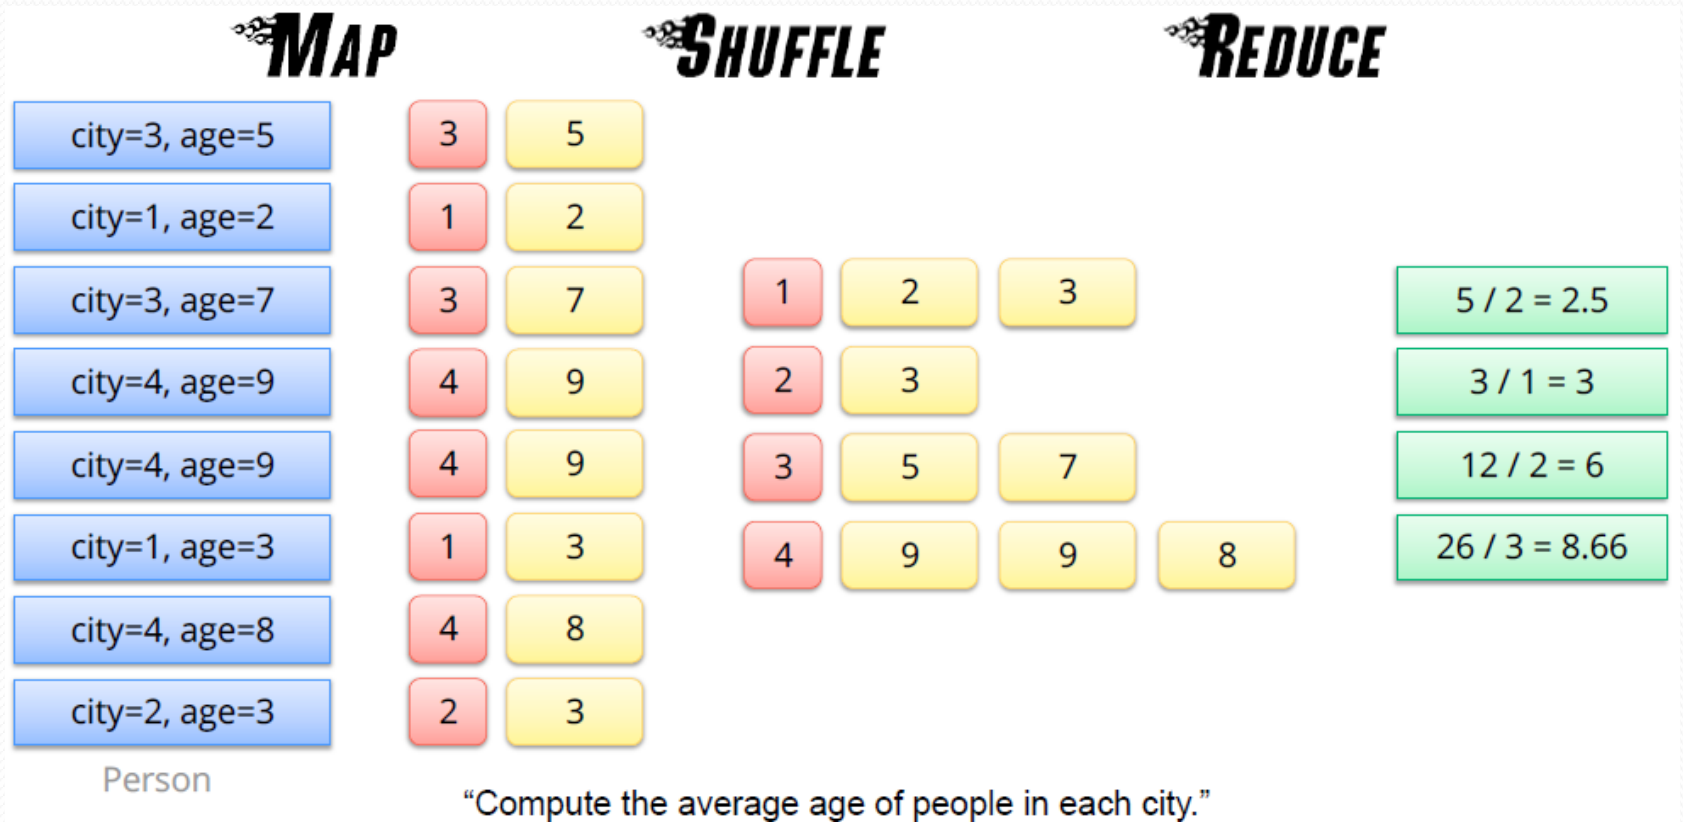 MAP SHUFFLE REDUCE
city=3, age=5 3 5
city=1, age=2 1 2
city=3, age=7 3 7
city=4, age=9 4 9
city=4, age=9 4 9
city=1, age=3 1 3
city=4, age=8 4 8
city=2, age=3 2 3
Person
1 2 3
2 3
3 5 7
4 9 9 8
5 / 2 = 2.5
3 / 1 = 3
12 / 2 = 6
26 / 3 = 8.66
“Compute the average age of people in each city.”